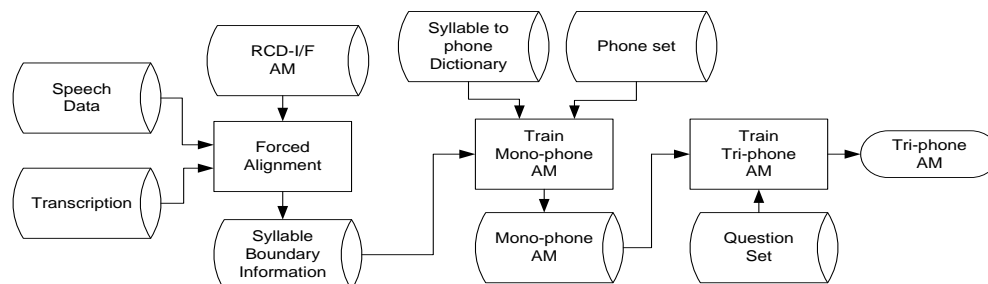 Speech
Data
Transcription
RCD-I/F
AM
Forced
Alignment
Syllable
Boundary
Information
Syllable to
phone
Dictionary
Phone set
Train
Mono-phone
AM
Mono-phone
AM
Train
Tri-phone
AM
Question
Set
Tri-phone
AM